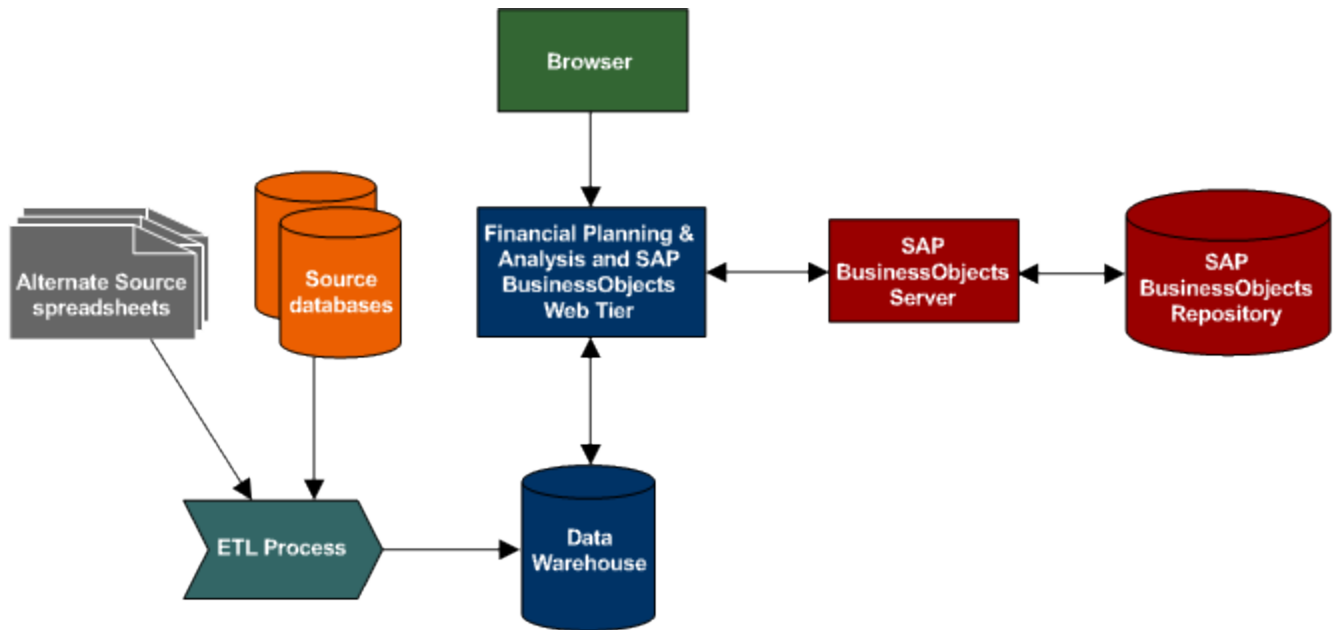 Browser
Financial Planning &
Analysis and SAP
BusinessObjects
Web Tier
SAP
BusinessObjects
Server
SAP
BusinessObjects
Repository
Alternate Source
spreadsheets
Source
databases
ETL Process
Data
Warehouse